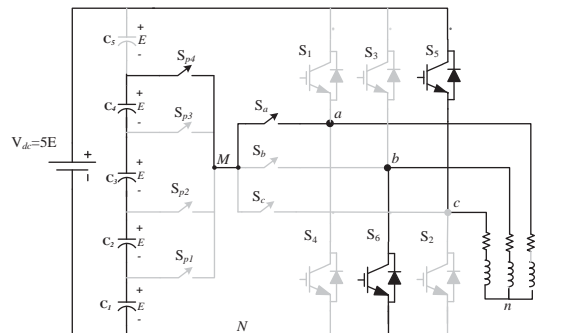 +
C5 E
-
S1
S3
S5
Sp4
+
C4 E
-
Sp3
Sa
a
Vdc=5E
+
-
+
C3 E
-
M
Sb
b
Sp2
Sc
c
+
C2 E
-
S4
S6
S2
Sp1
+
C1 E
-
n
N